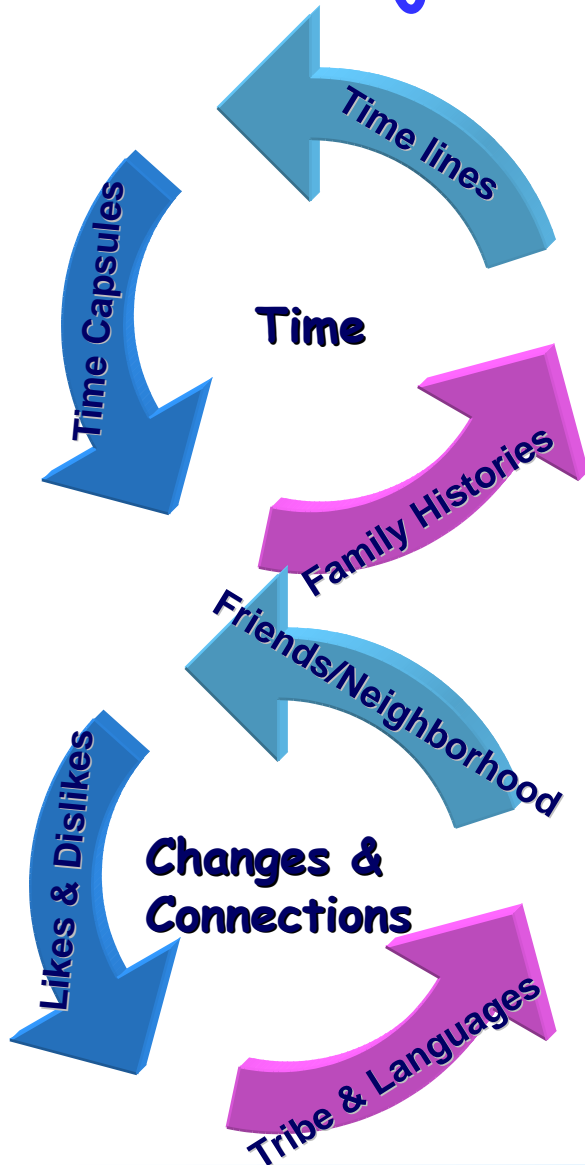 Time lines
Time Capsules
Time
Family Histories
Friends/Neighborhood
Likes & Dislikes
Changes &
Connections
Tribe & Languages